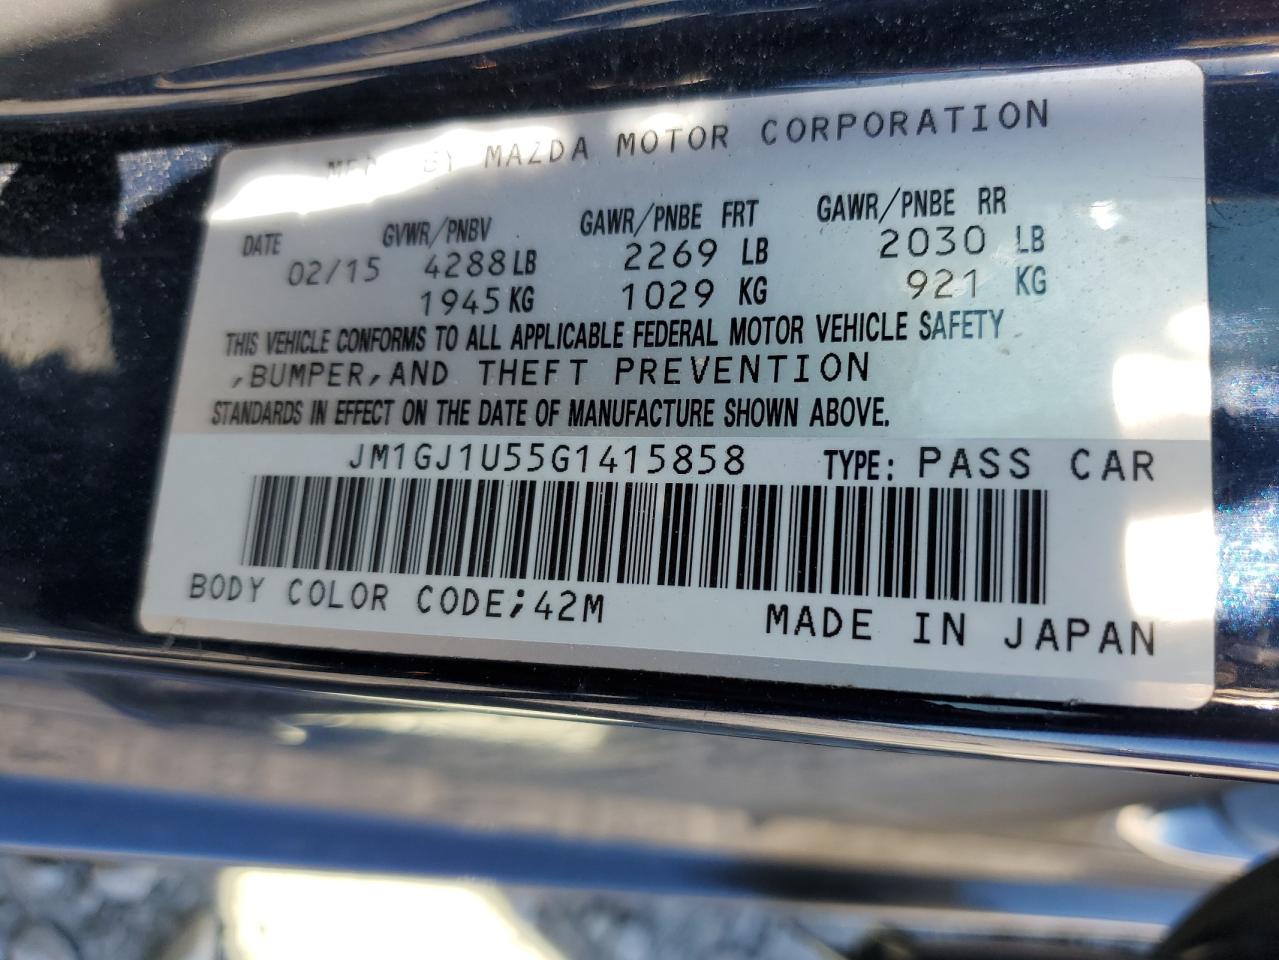 MFD BY MAZDA MOTOR CORPORATION
DATE GVWR/PNBV GAWR/PNBE FRT GAWR/PNBE RR
02/15 4288 LB 2269 LB 2030 LB
1945 KG 1029 KG 921 KG
THIS VEHICLE CONFORMS TO ALL APPLICABLE FEDERAL MOTOR VEHICLE SAFETY
,BUMPER,AND THEFT PREVENTION
STANDARDS IN EFFECT ON THE DATE OF MANUFACTURE SHOWN ABOVE.
JM1GJ1U55G1415858 TYPE: PASS CAR
BODY COLOR CODE;42M MADE IN JAPAN